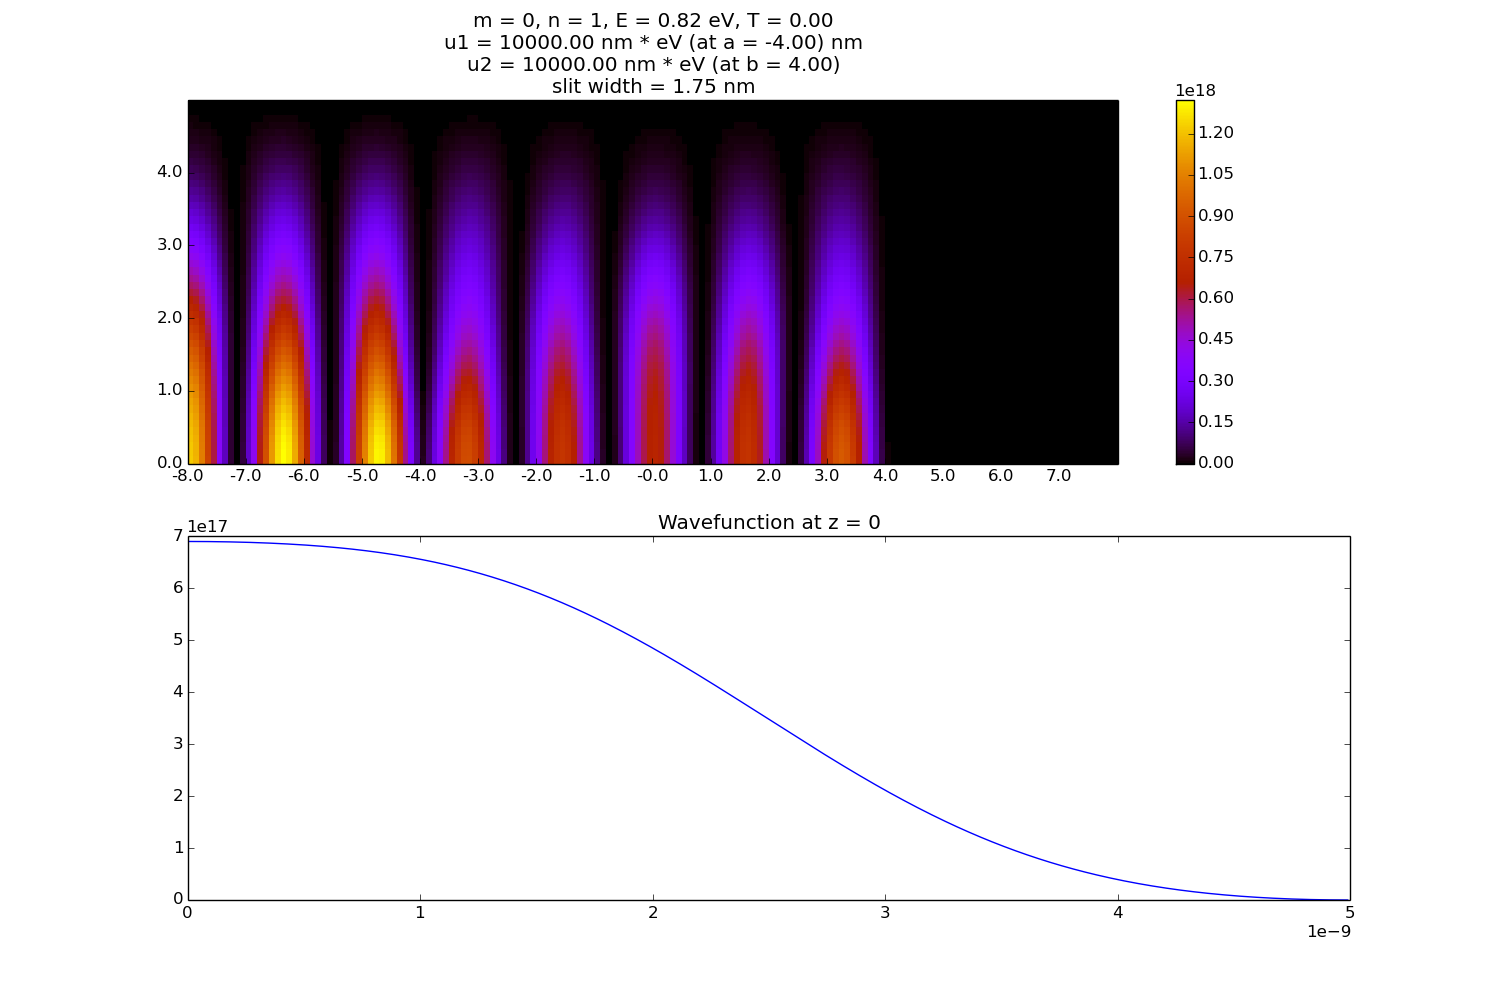 m = 0, n = 1, E = 0.82 eV, T = 0.00
u1 = 10000.00 nm * eV (at a = -4.00) nm
u2 = 10000.00 nm * eV (at b = 4.00)
slit width = 1.75 nm
1e18
1.20
1.05
0.90
0.75
0.60
0.45
0.30
0.15
0.00
4.0
3.0
2.0
1.0
0.0
-8.0 -7.0 -6.0 -5.0 -4.0 -3.0 -2.0 -1.0 -0.0 1.0 2.0 3.0 4.0 5.0 6.0 7.0
Wavefunction at z = 0
1e17
7
6
5
4
3
2
1
0
0 1 2 3 4 5
1e−9